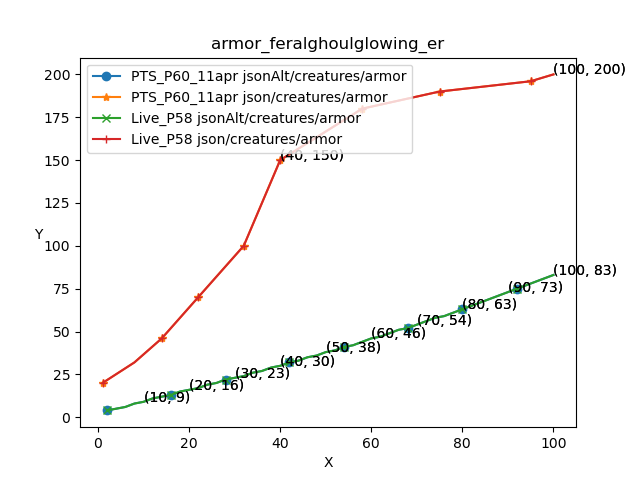 armor_feralghoulglowing_er
PTS_P60_11apr jsonAlt/creatures/armor
PTS_P60_11apr json/creatures/armor
Live_P58 jsonAlt/creatures/armor
Live_P58 json/creatures/armor
(100, 200)
(40, 150)
(100, 83)
(90, 73)
(80, 63)
(70, 54)
(60, 46)
(50, 38)
(40, 30)
(30, 23)
(20, 16)
(10, 9)
Y
200
175
150
125
100
75
50
25
0
0 20 40 60 80 100
X